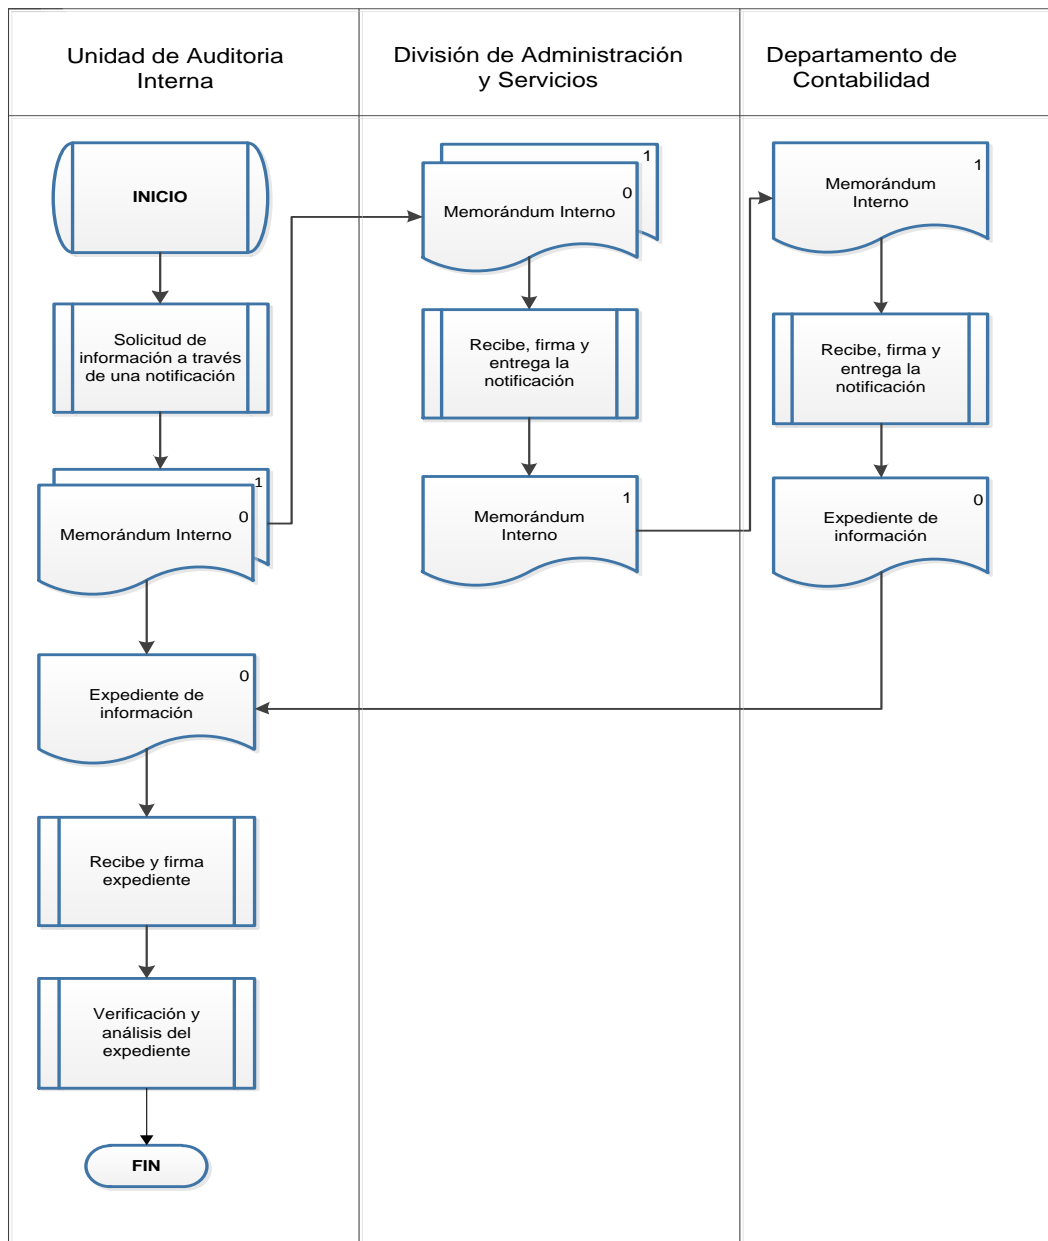 Unidad de Auditoria
Interna
División de Administración
y Servicios
Departamento de
Contabilidad
INICIO
Solicitud de
información a través
de una notificación
1
0
Memorándum Interno
0
Expediente de
información
Recibe y firma
expediente
Verificación y
análisis del
expediente
FIN
1
0
Memorándum Interno
Recibe, firma y
entrega la
notificación
1
Memorándum
Interno
1
Memorándum
Interno
Recibe, firma y
entrega la
notificación
0
Expediente de
información